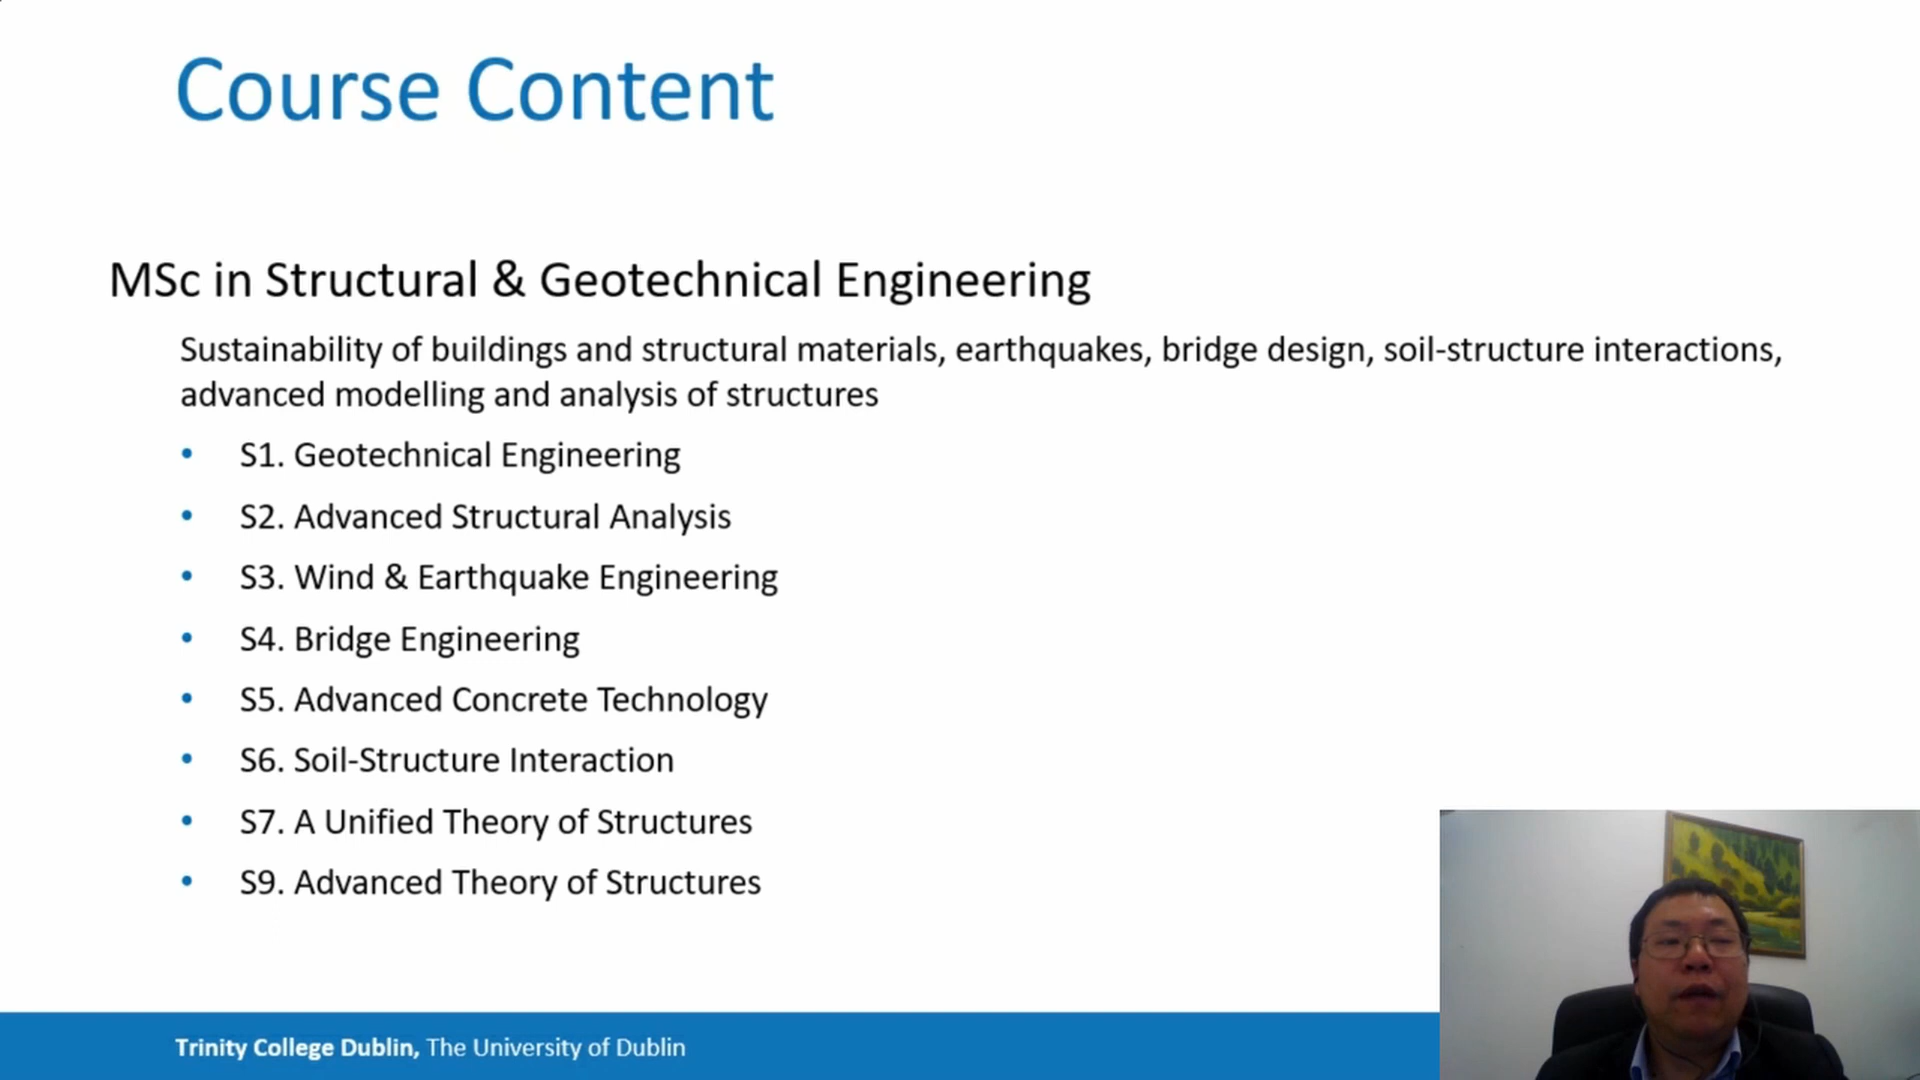 Course Content
MSc in Structural & Geotechnical Engineering
Sustainability of buildings and structural materials, earthquakes, bridge design, soil-structure interactions,
advanced modelling and analysis of structures
• S1. Geotechnical Engineering
• S2. Advanced Structural Analysis
• S3. Wind & Earthquake Engineering
• S4. Bridge Engineering
• S5. Advanced Concrete Technology
• S6. Soil-Structure Interaction
• S7. A Unified Theory of Structures
• S9. Advanced Theory of Structures
Trinity College Dublin, The University of Dublin